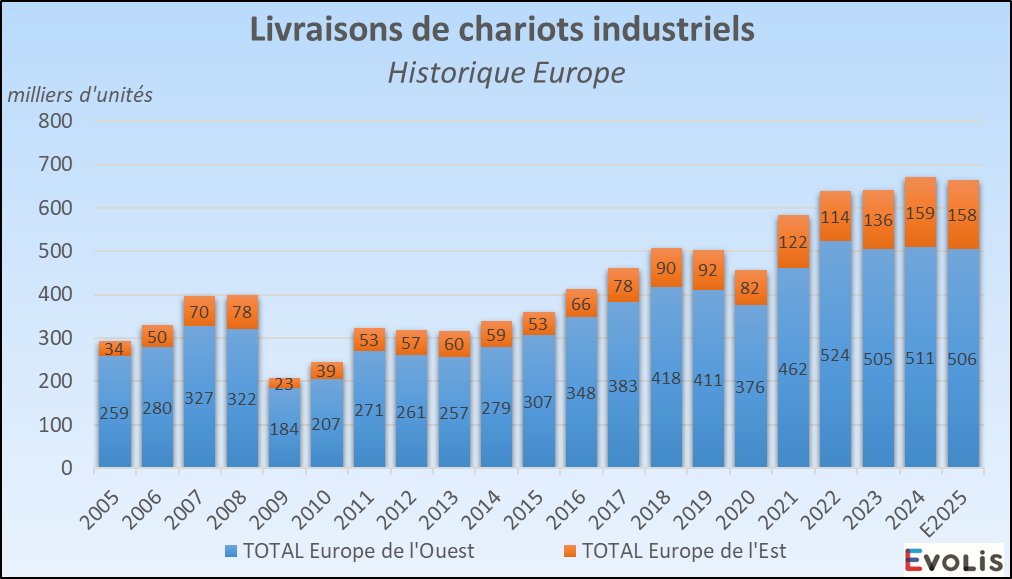 Livraisons de chariots industriels
Historique Europe
milliers d'unités
800
700
600
500
400
300
200
100
0
34 50 70 78 23 39 53 57 60 59 53 66 78 90 92 82 122 114 136 159 158
259 280 327 322 184 207 271 261 257 279 307 348 383 418 411 376 462 524 505 511 506
2005 2006 2007 2008 2009 2010 2011 2012 2013 2014 2015 2016 2017 2018 2019 2020 2021 2022 2023 2024 E2025
TOTAL Europe de l'Ouest TOTAL Europe de l'Est
EVOLIS